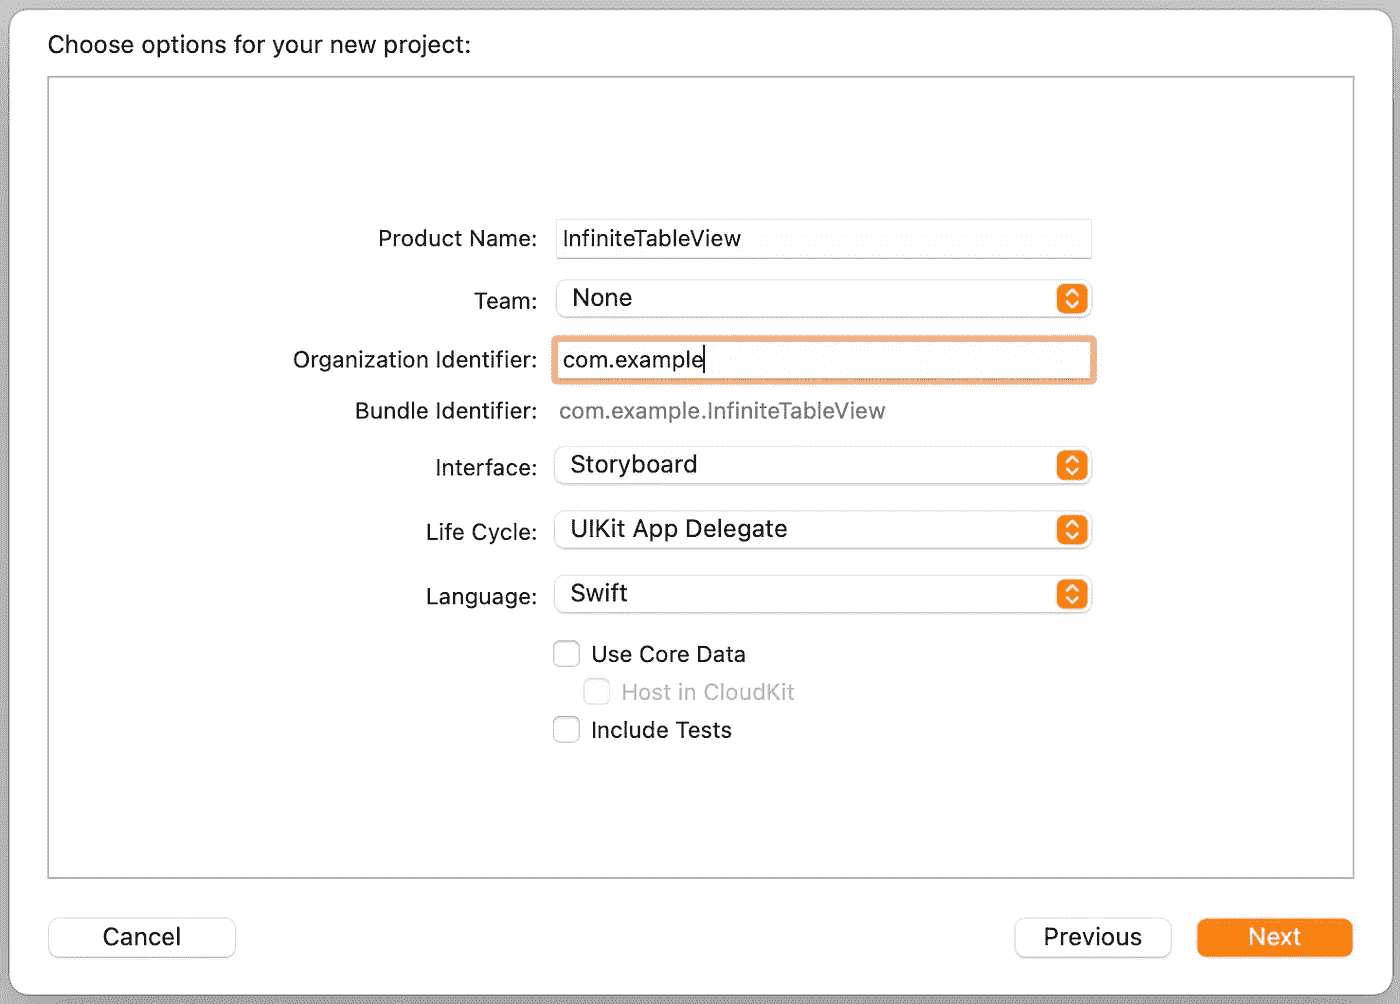 Choose options for your new project:
Product Name: InfiniteTableView
Team: None
Organization Identifier: com.example
Bundle Identifier: com.example.InfiniteTableView
Interface: Storyboard
Life Cycle: UIKit App Delegate
Language: Swift
Use Core Data
Host in CloudKit
Include Tests
Cancel Previous Next